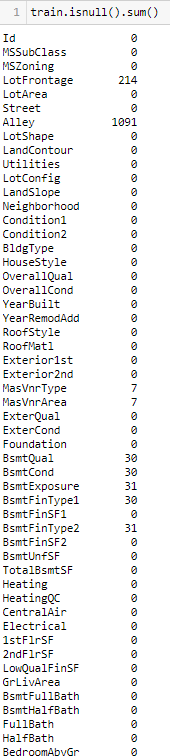 1 train.isnull().sum()
Id 0
MSSubClass 0
MSZoning 0
LotFrontage 214
LotArea 0
Street 0
Alley 1091
LotShape 0
LandContour 0
Utilities 0
LotConfig 0
LandSlope 0
Neighborhood 0
Condition1 0
Condition2 0
BldgType 0
HouseStyle 0
OverallQual 0
OverallCond 0
YearBuilt 0
YearRemodAdd 0
RoofStyle 0
RoofMatl 0
Exterior1st 0
Exterior2nd 0
MasVnrType 7
MasVnrArea 7
ExterQual 0
ExterCond 0
Foundation 0
BsmtQual 30
BsmtCond 30
BsmtExposure 31
BsmtFinType1 30
BsmtFinSF1 0
BsmtFinType2 31
BsmtFinSF2 0
BsmtUnfSF 0
TotalBsmtSF 0
Heating 0
HeatingQC 0
CentralAir 0
Electrical 0
1stFlrSF 0
2ndFlrSF 0
LowQualFinSF 0
GrLivArea 0
BsmtFullBath 0
BsmtHalfBath 0
FullBath 0
HalfBath 0
BedroomAbvGr 0